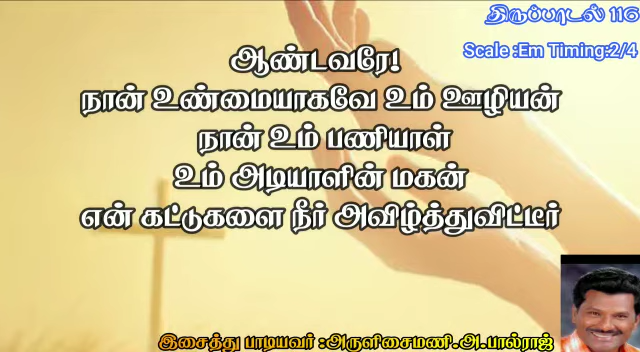 திருப்பாடல் 116
Scale :Em Timing:2/4
ஆண்டவரே!
நான் உண்மையாகவே உம் ஊழியன்
நான் உம் பணியாள்
உம் அடியாளின் மகன்
என் கட்டுகளை நீர் அவிழ்த்துவிட்டீர்
இசைத்து பாடியவர் :அருளிசைமணி.அ.பால்ராஜ்